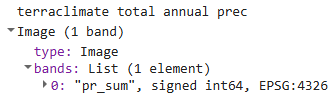 terraclimate total annual prec
▼Image (1 band)
type: Image
▼bands: List (1 element)
▶0: "pr_sum", signed int64, EPSG:4326